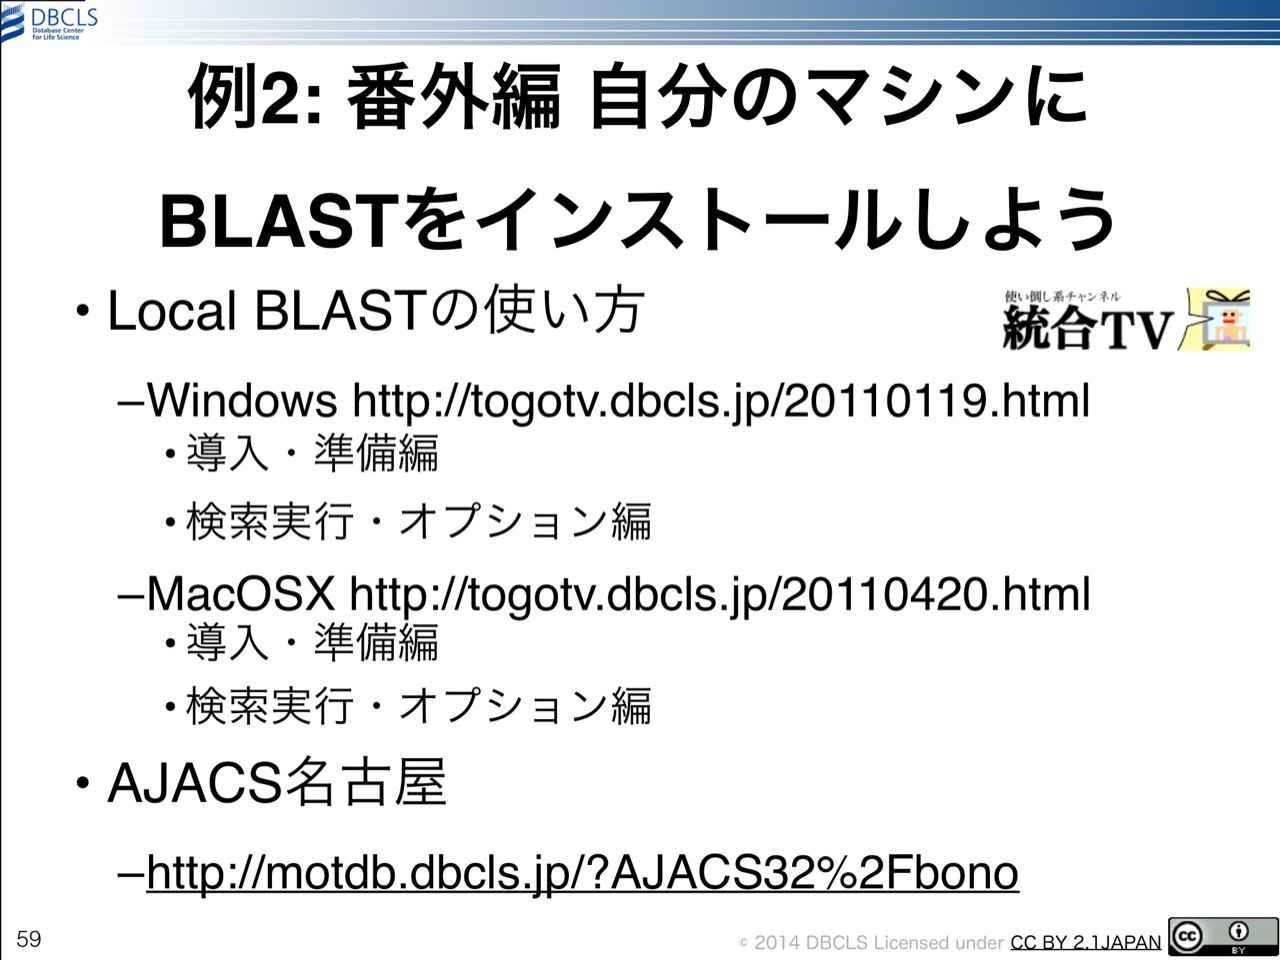 DBCLS
Database Center
for Life Science
例2: 番外編 自分のマシンに
BLASTをインストールしよう
• Local BLASTの使い方
使い倒し系チャンネル
統合TV
–Windows http://togotv.dbcls.jp/20110119.html
• 導入・準備編
• 検索実行・オプション編
–MacOSX http://togotv.dbcls.jp/20110420.html
• 導入・準備編
• 検索実行・オプション編
• AJACS名古屋
–http://motdb.dbcls.jp/?AJACS32%2Fbono
59
© 2014 DBCLS Licensed under CC BY 2.1JAPAN
cc
BY